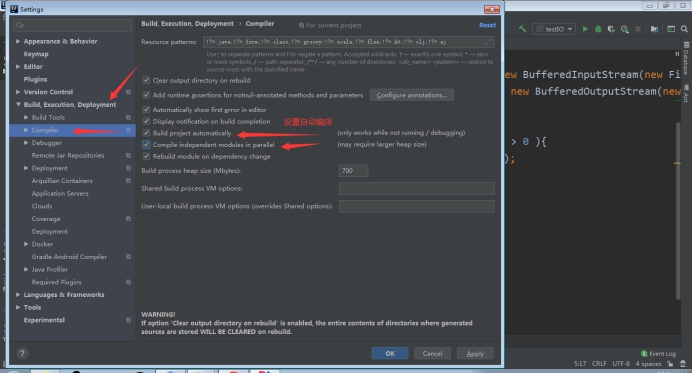 Settings
Build, Execution, Deployment › Compiler
For current project
Reset
Appearance & Behavior
Keymap
Editor
Plugins
Version Control
Build, Execution, Deployment
Build Tools
Compiler
Debugger
Remote Jar Repositories
Deployment
Arquillian Containers
Application Servers
Clouds
Coverage
Deployment
Docker
Gradle-Android Compiler
Java Profiler
Required Plugins
Languages & Frameworks
Tools
Experimental
Resource patterns:
!?*.java;!?*.form;!?*.class;!?*.groovy;!?*.scala;!?*.flex;!?*.kt;!?*.clj;!?*.aj
Use ; to separate patterns and ! to negate a pattern. Accepted wildcards: ? — exactly one symbol; * — zero
or more symbols; / — path separator; /**/ — any number of directories; <dir_name>:<pattern> — restrict to
source roots with the specified name
Clear output directory on rebuild
Add runtime assertions for notnull-annotated methods and parameters
Configure annotations...
Automatically show first error in editor
Display notification on build completion
设置自动编译
Build project automatically
(only works while not running / debugging)
Compile independent modules in parallel
(may require larger heap size)
Rebuild module on dependency change
Build process heap size (Mbytes):
700
Shared build process VM options:
User-local build process VM options (overrides Shared options):
WARNING!
If option 'Clear output directory on rebuild' is enabled, the entire contents of directories where generated
sources are stored WILL BE CLEARED on rebuild.
?
OK
Cancel
Apply
testIO
ew BufferedInputStream(new Fi
new BufferedOutputStream(new
> 0 ){
);
Database
Ant
Event Log
5:17 CRLF UTF-8 4 spaces